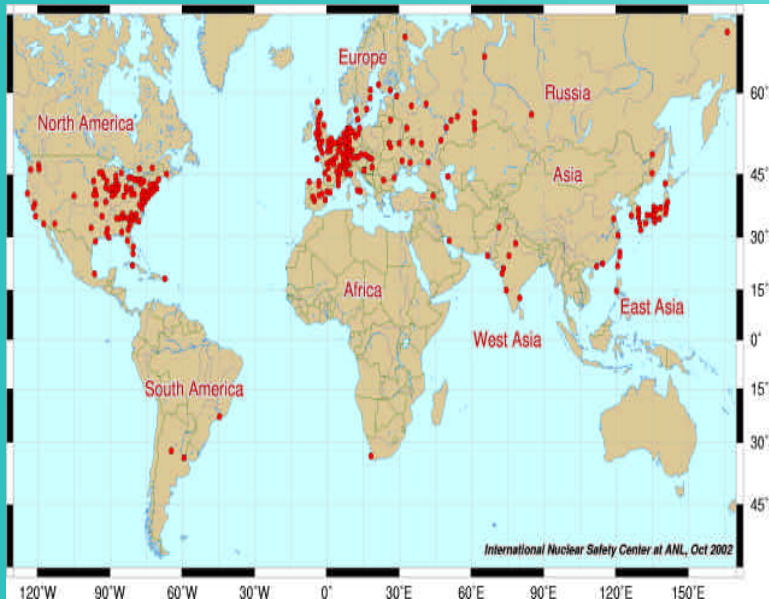 Europe
60˚
Russia
North America
45˚
Asia
30˚
15˚
Africa
East Asia
West Asia
0˚
South America
15˚
30˚
45˚
International Nuclear Safety Center at ANL, Oct 2002
120˚W 90˚W 60˚W 30˚W 0˚ 30˚E 60˚E 90˚E 120˚E 150˚E